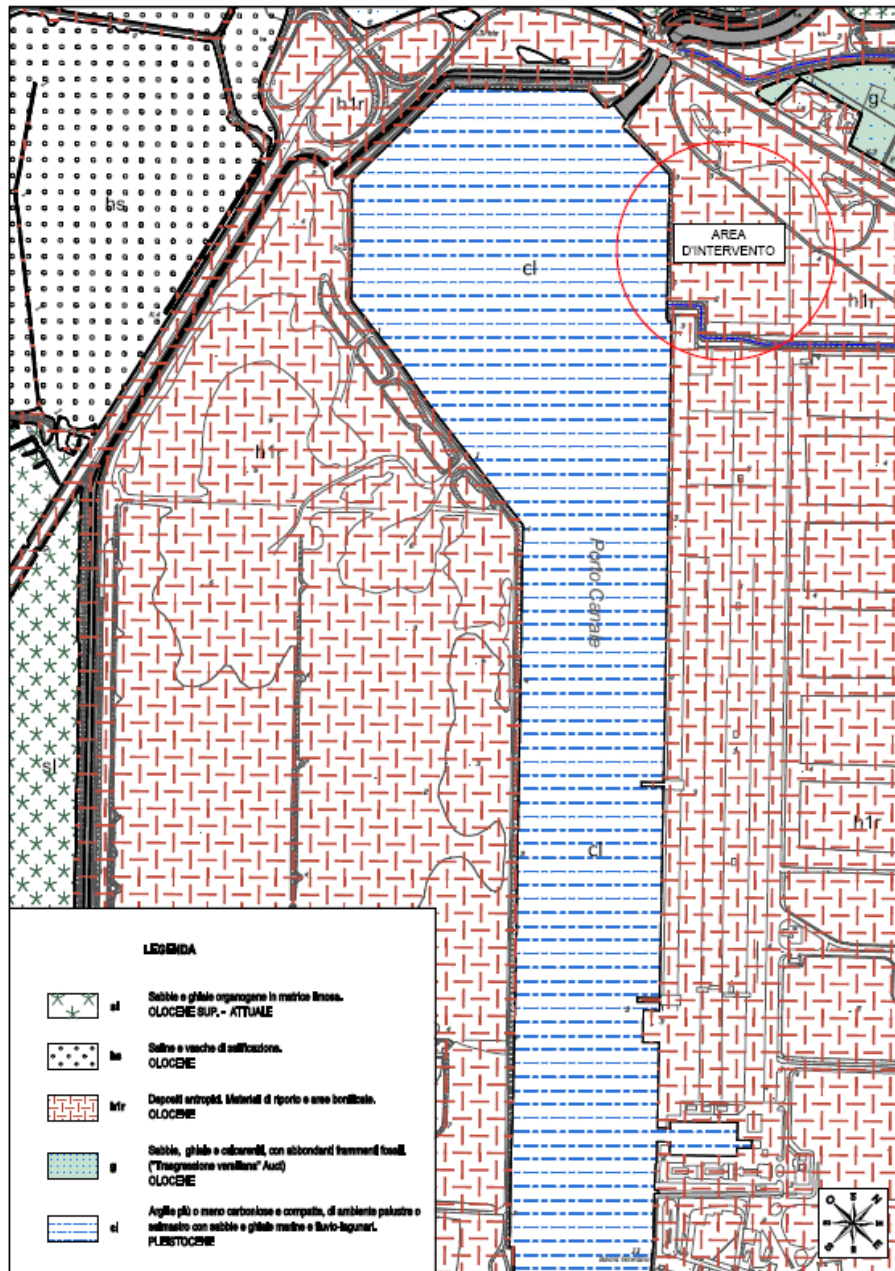 h1r
g
hs
AREA
D'INTERVENTO
cl
h1r
h1
Porto Canale
sl
cl
h1r
LEGENDA
sl
Sabbie e ghiaie organogene in matrice limosa.
OLOCENE SUP. - ATTUALE
hs
Saline e vasche di salificazione.
OLOCENE
h1r
Depositi antropici. Materiali di riporto e aree bonificate.
OLOCENE
g
Sabbie, ghiaie e calcareniti, con abbondanti frammenti fossili.
("Trasgressione versiliana" Auct)
OLOCENE
cl
Argille più o meno carboniose e compatte, di ambiente palustre o
salmastro con sabbie e ghiaie marine e fluvio-lagunari.
PLEISTOCENE